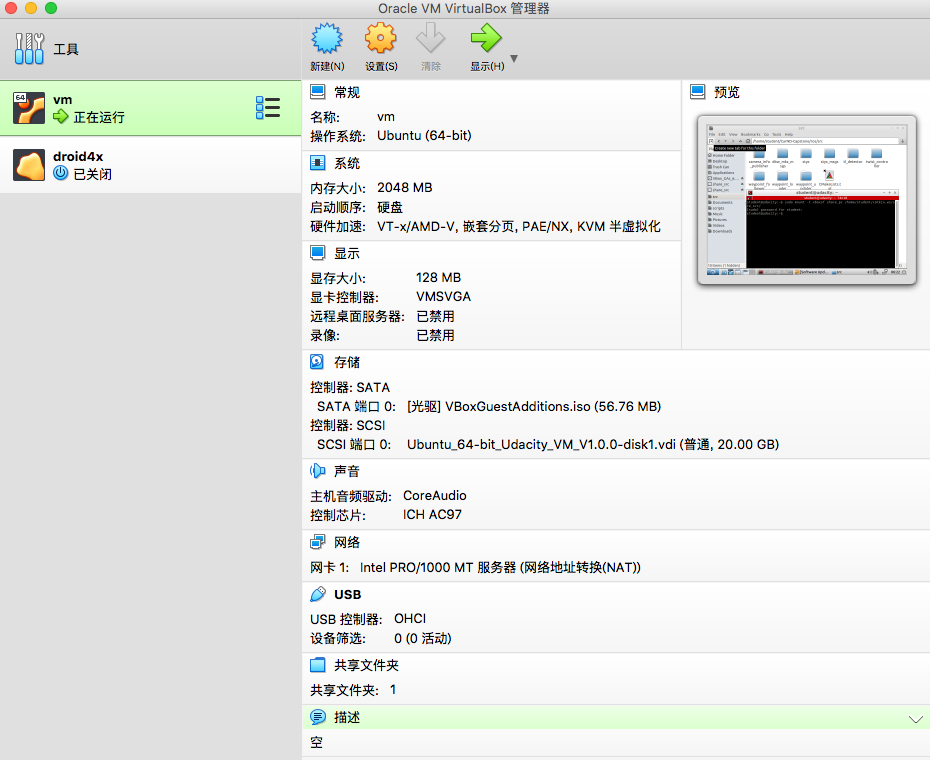 Oracle VM VirtualBox 管理器
工具
新建(N)
设置(S)
清除
显示(H)
64
vm
正在运行
droid4x
已关闭
常规
名称: vm
操作系统: Ubuntu (64-bit)
系统
内存大小: 2048 MB
启动顺序: 硬盘
硬件加速: VT-x/AMD-V, 嵌套分页, PAE/NX, KVM 半虚拟化
显示
显存大小: 128 MB
显卡控制器: VMSVGA
远程桌面服务器: 已禁用
录像: 已禁用
预览
存储
控制器: SATA
SATA 端口 0: [光驱] VBoxGuestAdditions.iso (56.76 MB)
控制器: SCSI
SCSI 端口 0: Ubuntu_64-bit_Udacity_VM_V1.0.0-disk1.vdi (普通, 20.00 GB)
声音
主机音频驱动: CoreAudio
控制芯片: ICH AC97
网络
网卡 1: Intel PRO/1000 MT 服务器 (网络地址转换(NAT))
USB
USB 控制器: OHCI
设备筛选: 0 (0 活动)
共享文件夹
共享文件夹: 1
描述
空